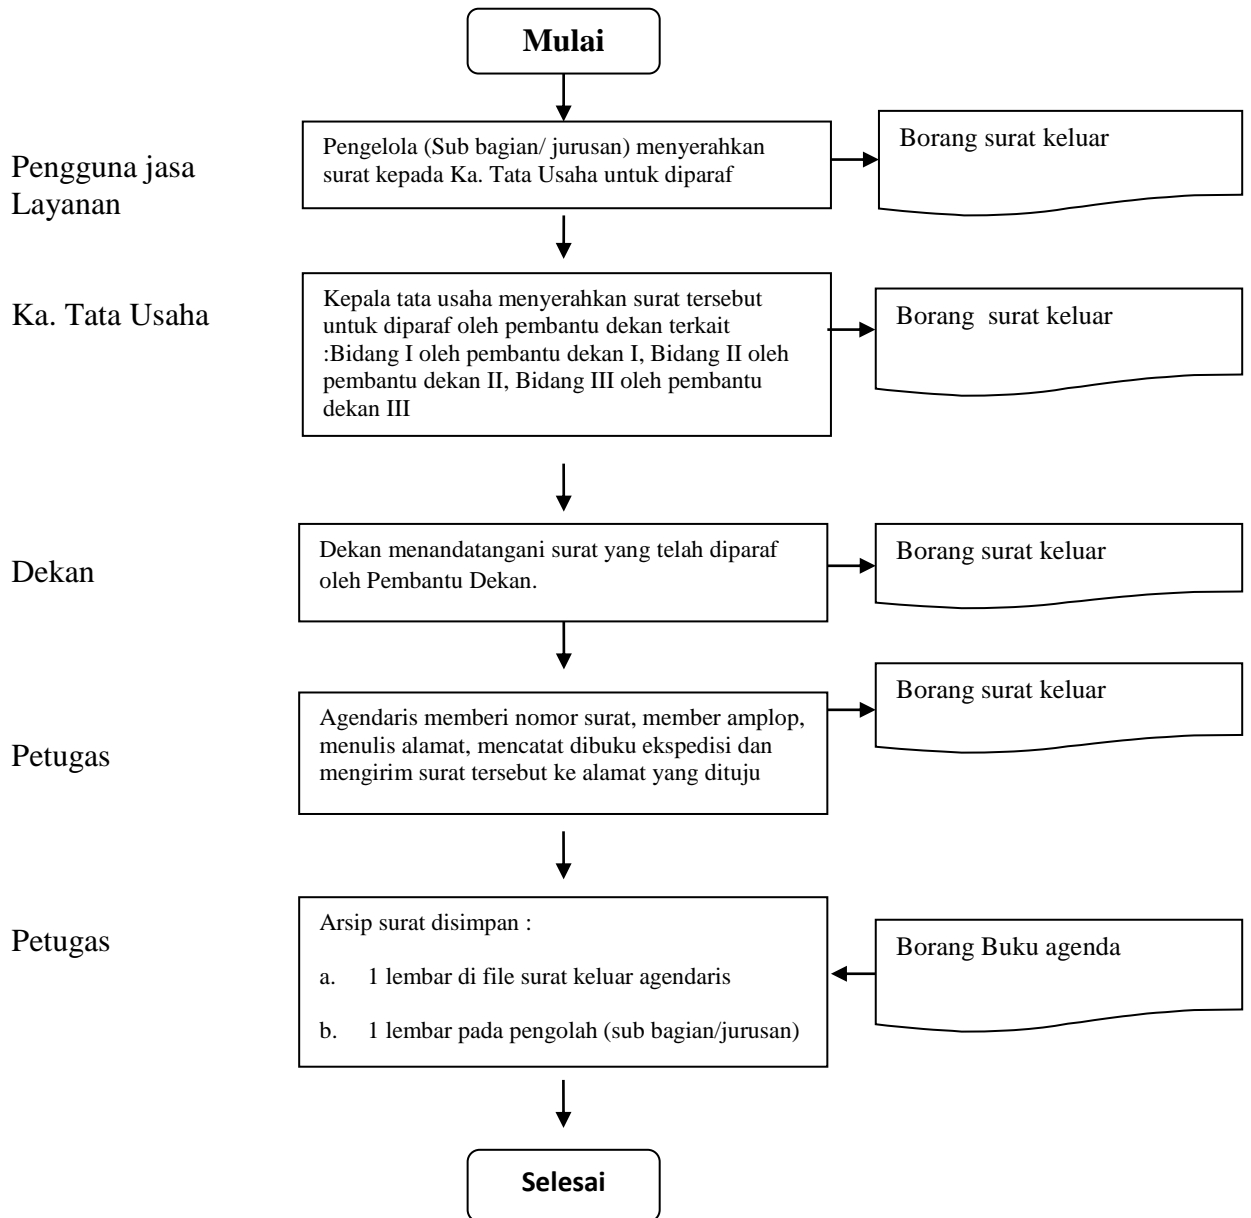 Mulai
Pengguna jasa
Layanan
Pengelola (Sub bagian/ jurusan) menyerahkan
surat kepada Ka. Tata Usaha untuk diparaf
Borang surat keluar
Ka. Tata Usaha
Kepala tata usaha menyerahkan surat tersebut
untuk diparaf oleh pembantu dekan terkait
:Bidang I oleh pembantu dekan I, Bidang II oleh
pembantu dekan II, Bidang III oleh pembantu
dekan III
Borang surat keluar
Dekan
Dekan menandatangani surat yang telah diparaf
oleh Pembantu Dekan.
Borang surat keluar
Petugas
Agendaris memberi nomor surat, member amplop,
menulis alamat, mencatat dibuku ekspedisi dan
mengirim surat tersebut ke alamat yang dituju
Borang surat keluar
Petugas
Arsip surat disimpan :
a. 1 lembar di file surat keluar agendaris
b. 1 lembar pada pengolah (sub bagian/jurusan)
Borang Buku agenda
Selesai